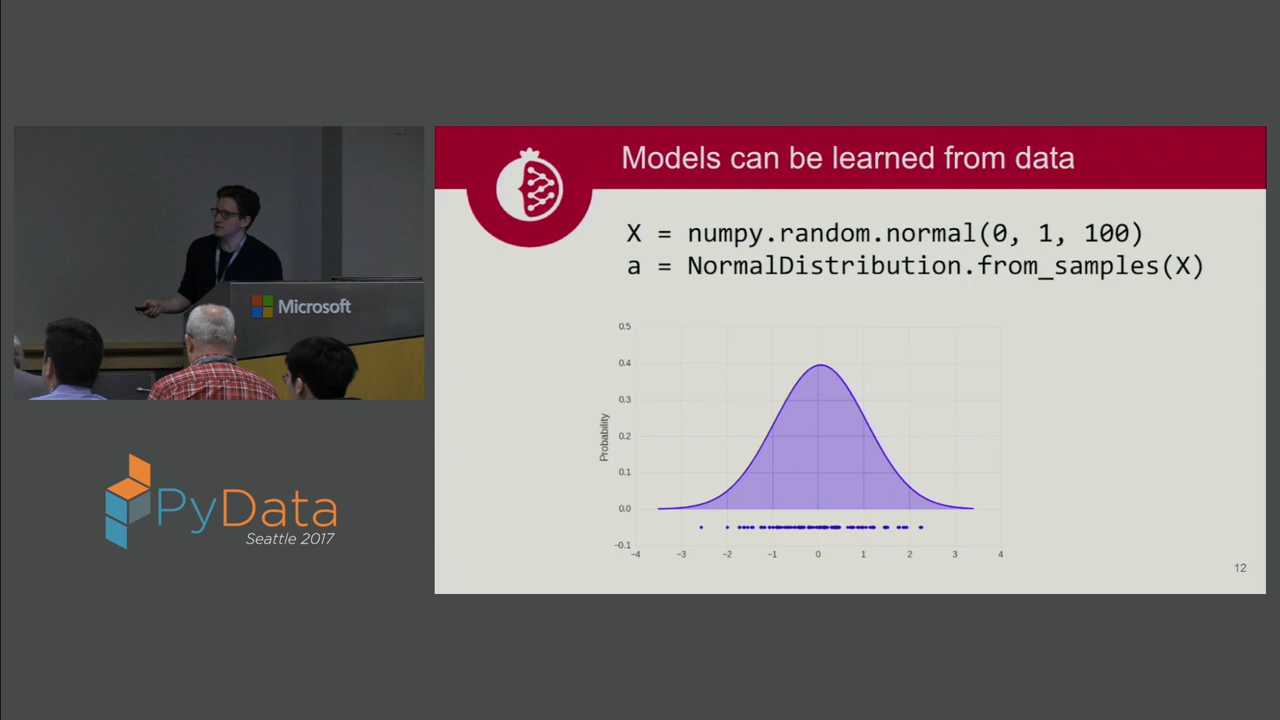 Models can be learned from data
X = numpy.random.normal(0, 1, 100)
a = NormalDistribution.from_samples(X)
Microsoft
0.5
0.4
0.3
0.2
0.1
0.0
−0.1
Probability
−4 −3 −2 −1 0 1 2 3 4
12
PyData
Seattle 2017